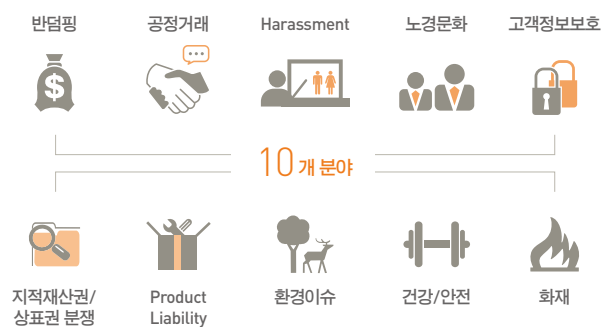 반덤핑
공정거래
Harassment
노경문화
고객정보보호
$
10개 분야
지적재산권/
상표권 분쟁
Product
Liability
환경이슈
건강/안전
화재